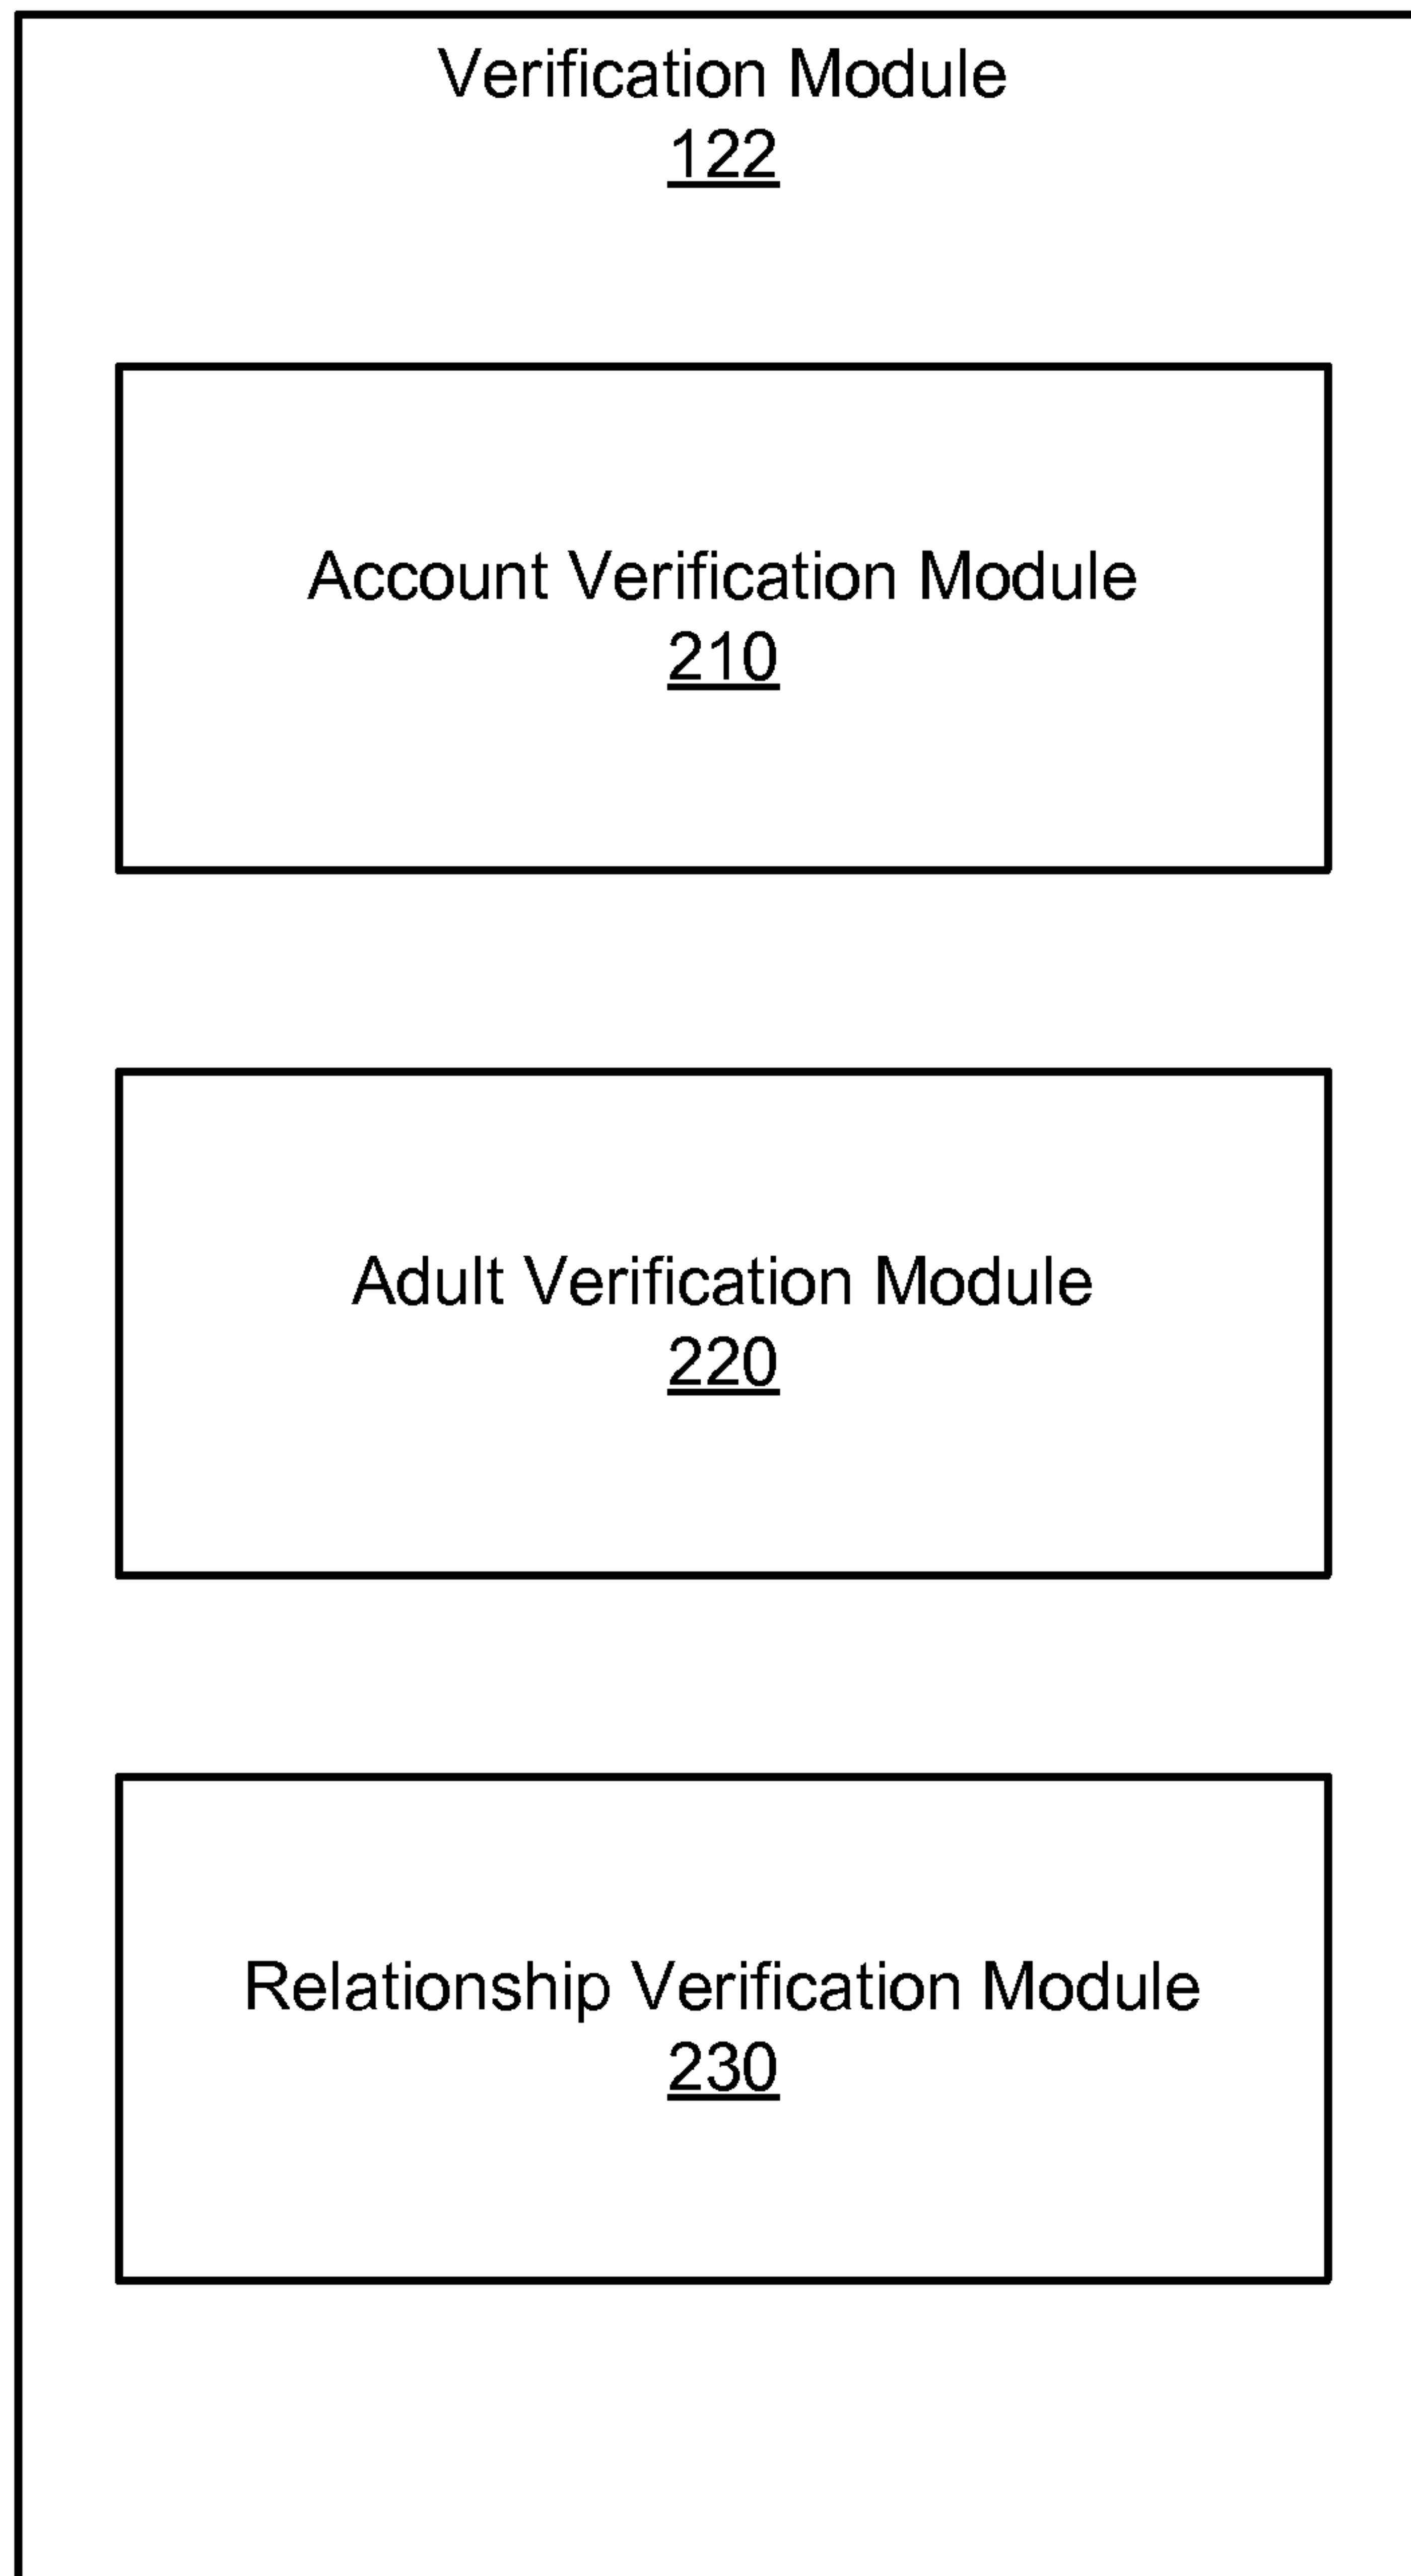 Verification Module
122
Account Verification Module
210
Adult Verification Module
220
Relationship Verification Module
230